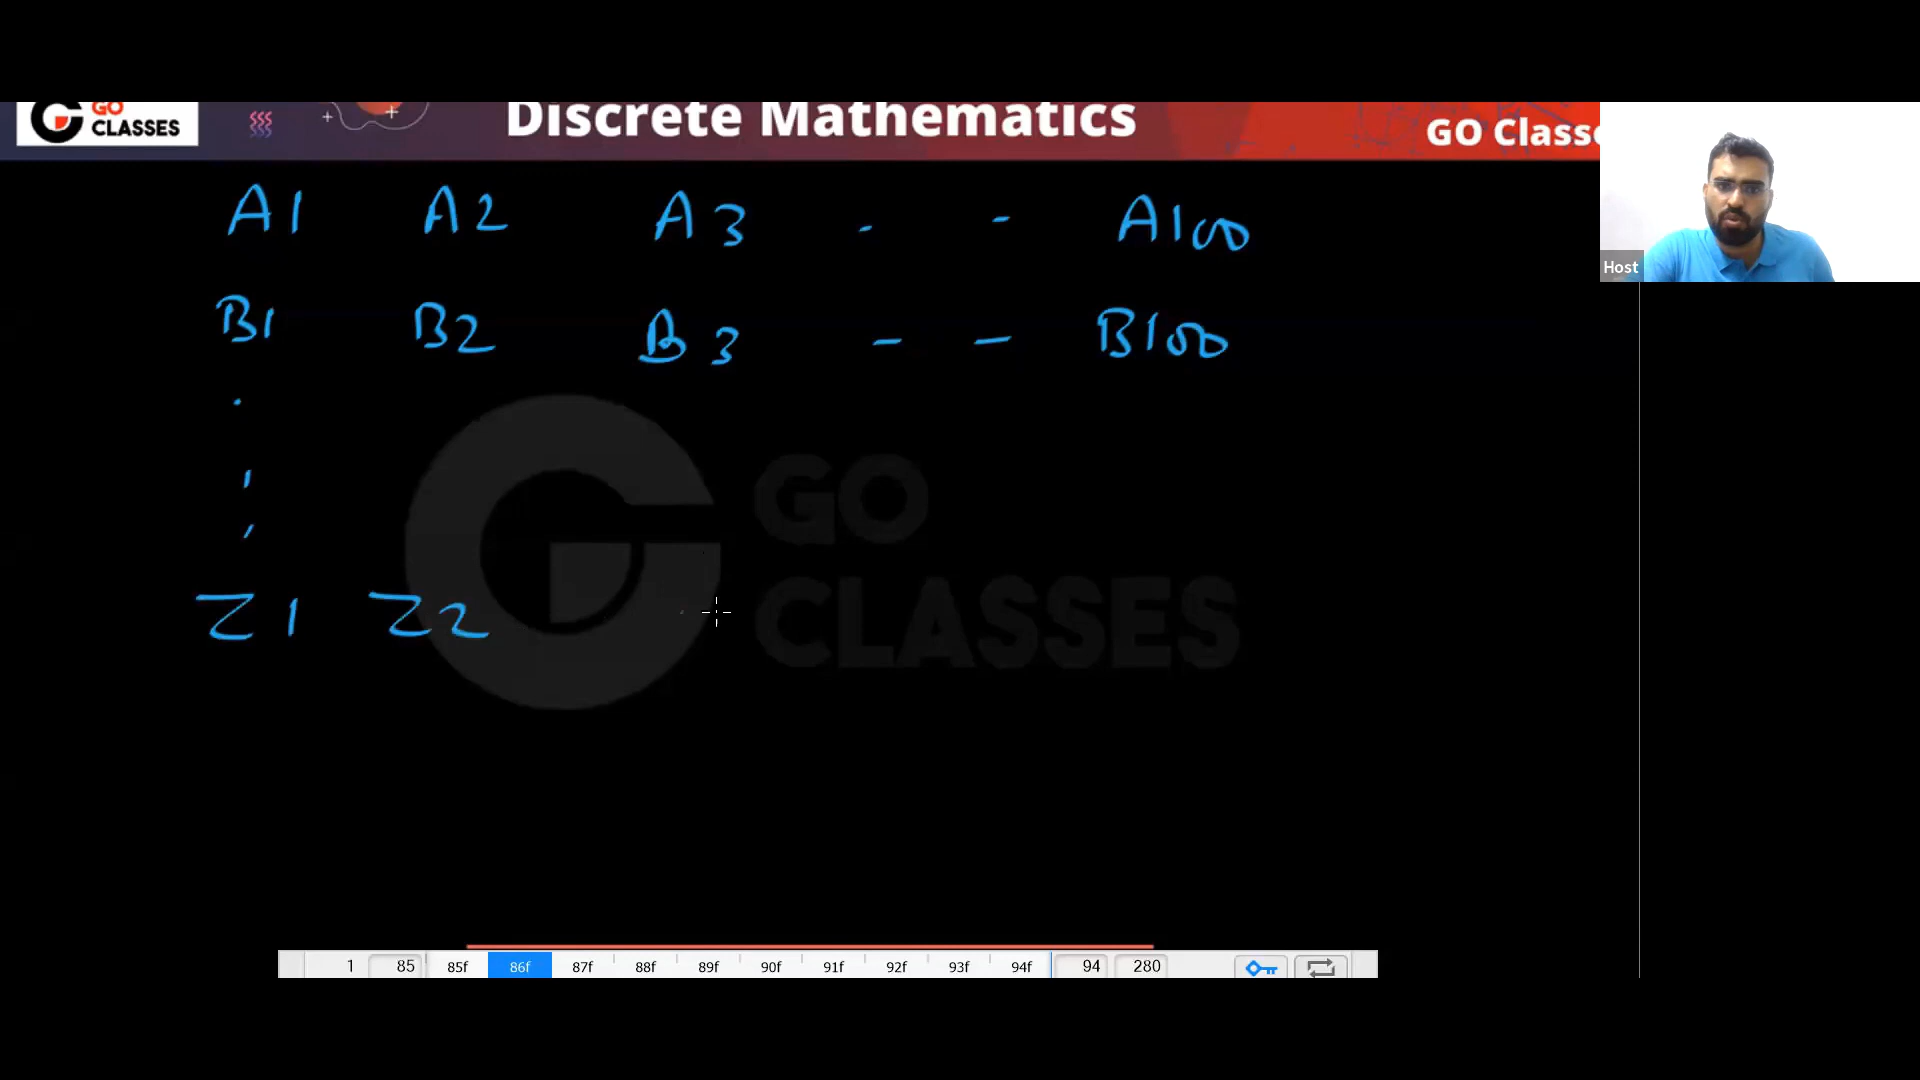 GO
CLASSES
Discrete Mathematics
GO Classe
A1 A2 A3 - - A100
Host
B1 B2 B3 - - B100
GO
CLASSES
Z1 Z2
1 85 85f 86f 87f 88f 89f 90f 91f 92f 93f 94f 94 280